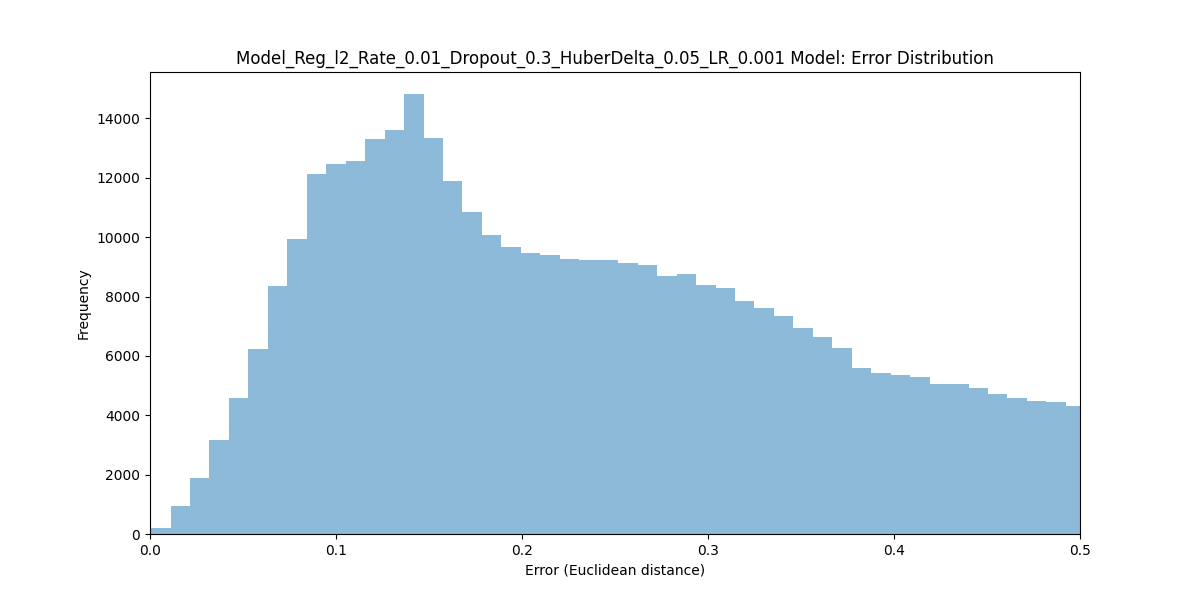 Model_Reg_l2_Rate_0.01_Dropout_0.3_HuberDelta_0.05_LR_0.001 Model: Error Distribution
Frequency
14000
12000
10000
8000
6000
4000
2000
0
0.0 0.1 0.2 0.3 0.4 0.5
Error (Euclidean distance)